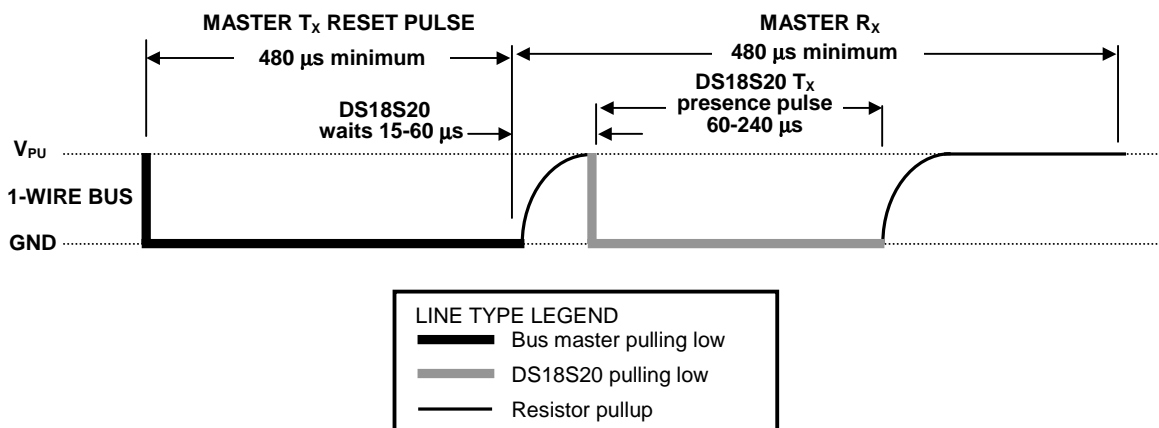 MASTER TX RESET PULSE
MASTER RX
480 μs minimum
480 μs minimum
DS18S20 TX
presence pulse
60-240 μs
DS18S20
waits 15-60 μs
VPU
1-WIRE BUS
GND
LINE TYPE LEGEND
Bus master pulling low
DS18S20 pulling low
Resistor pullup